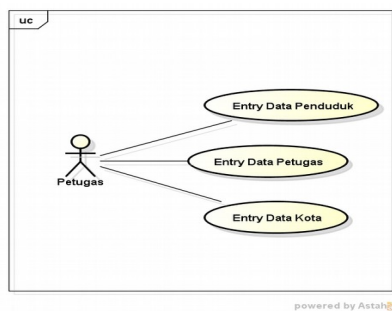 uc
Entry Data Penduduk
Entry Data Petugas
Petugas
Entry Data Kota
powered by Astah